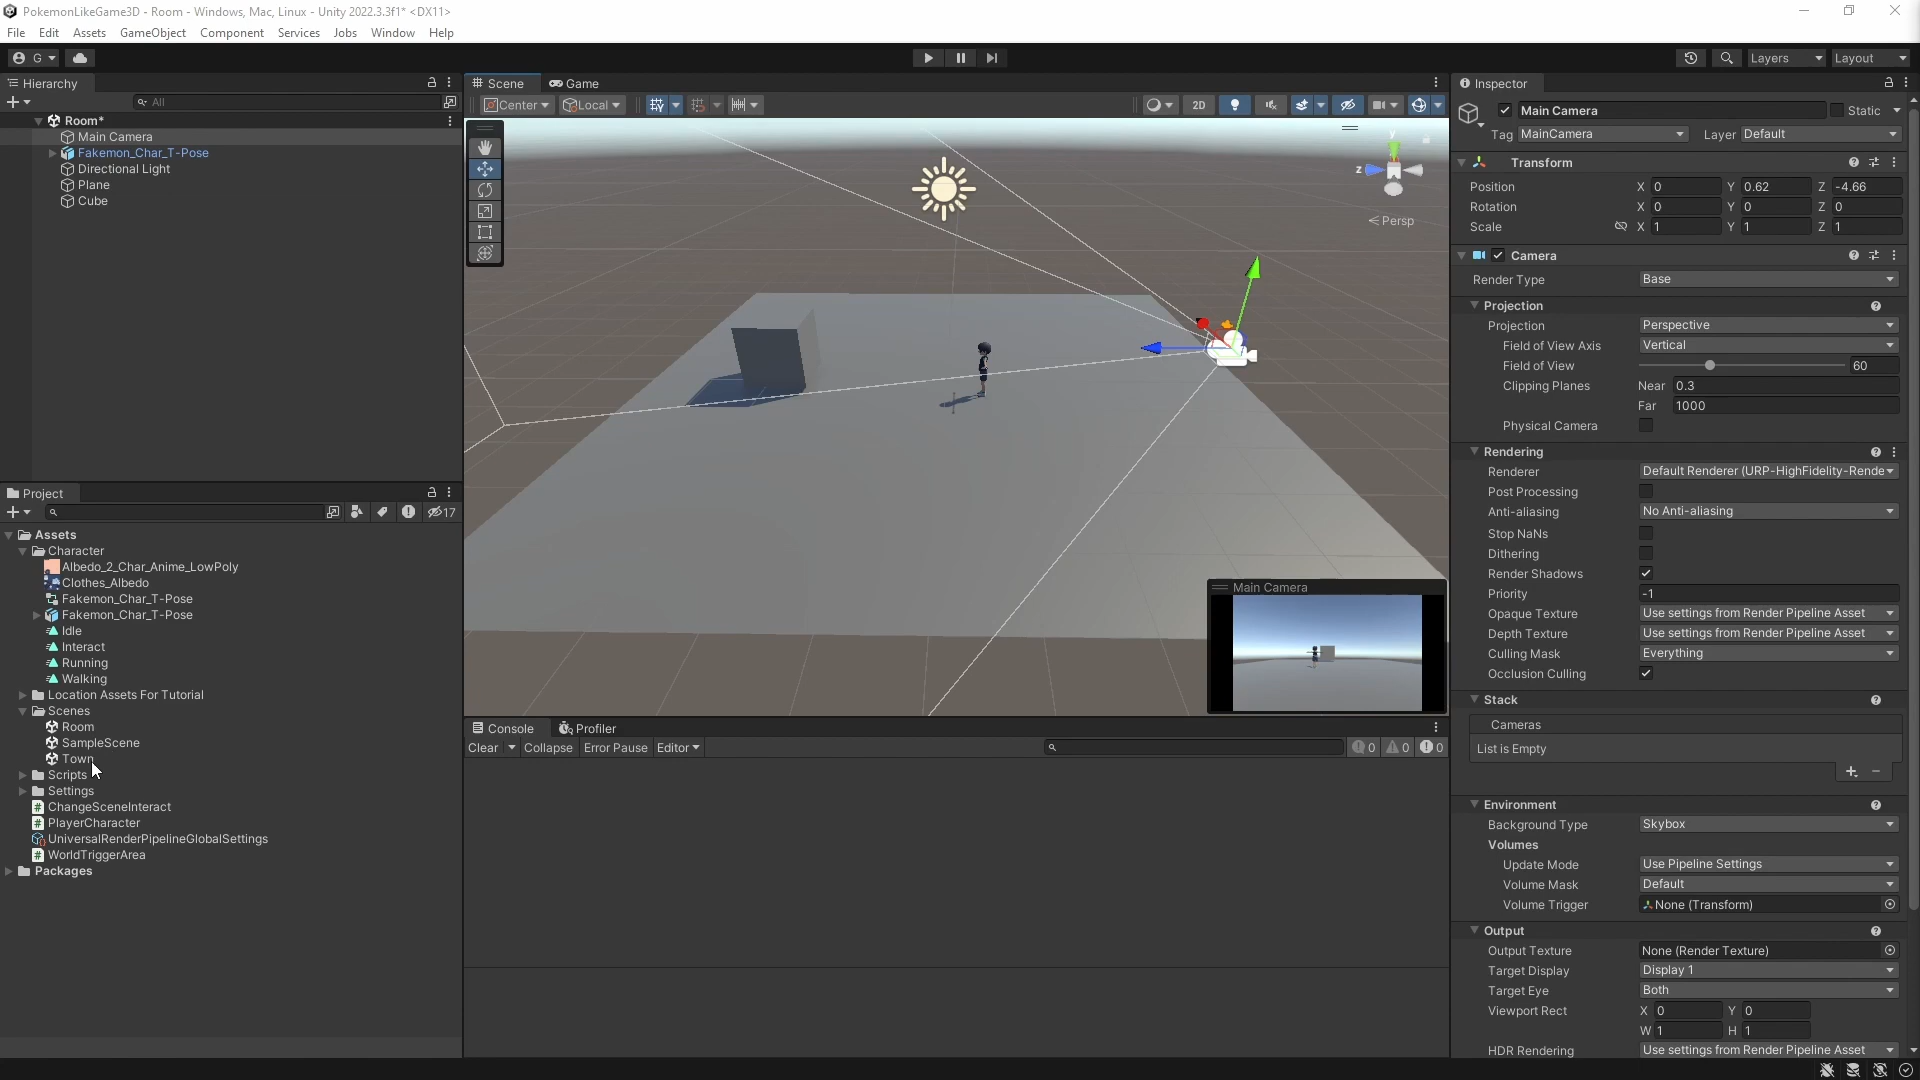 PokemonLikeGame3D - Room - Windows, Mac, Linux - Unity 2022.3.3f1* <DX11>
File Edit Assets GameObject Component Services Jobs Window Help
G Layers Layout
Hierarchy
All
Room*
Main Camera
Fakemon_Char_T-Pose
Directional Light
Plane
Cube
Project
17
Assets
Character
Albedo_2_Char_Anime_LowPoly
Clothes_Albedo
Fakemon_Char_T-Pose
Fakemon_Char_T-Pose
Idle
Interact
Running
Walking
Location Assets For Tutorial
Scenes
Room
SampleScene
Town
Scripts
Settings
ChangeSceneInteract
PlayerCharacter
UniversalRenderPipelineGlobalSettings
WorldTriggerArea
Packages
Scene Game
Center Local 2D
y
z
< Persp
Main Camera
Console Profiler
Clear Collapse Error Pause Editor 0 0 0
Inspector
Main Camera Static
Tag MainCamera Layer Default
Transform
Position X 0 Y 0.62 Z -4.66
Rotation X 0 Y 0 Z 0
Scale X 1 Y 1 Z 1
Camera
Render Type Base
Projection
Projection Perspective
Field of View Axis Vertical
Field of View 60
Clipping Planes Near 0.3
Far 1000
Physical Camera
Rendering
Renderer Default Renderer (URP-HighFidelity-Rende
Post Processing
Anti-aliasing No Anti-aliasing
Stop NaNs
Dithering
Render Shadows
Priority -1
Opaque Texture Use settings from Render Pipeline Asset
Depth Texture Use settings from Render Pipeline Asset
Culling Mask Everything
Occlusion Culling
Stack
Cameras
List is Empty
Environment
Background Type Skybox
Volumes
Update Mode Use Pipeline Settings
Volume Mask Default
Volume Trigger None (Transform)
Output
Output Texture None (Render Texture)
Target Display Display 1
Target Eye Both
Viewport Rect X 0 Y 0
W 1 H 1
HDR Rendering Use settings from Render Pipeline Asset